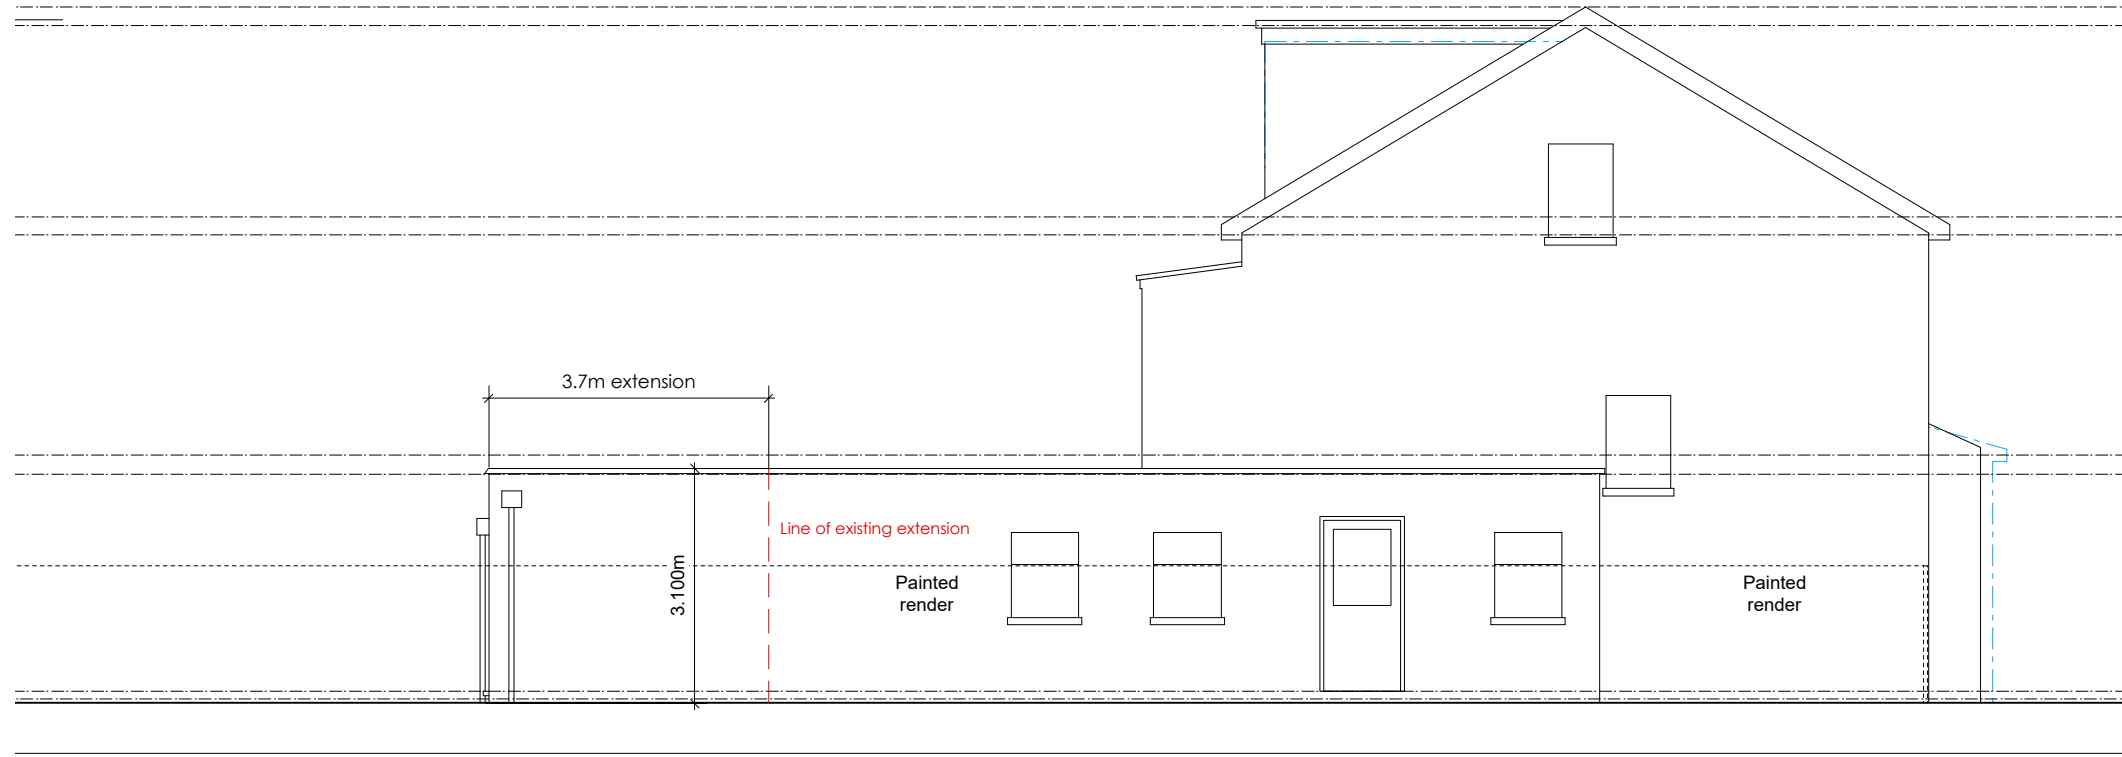 3.7m extension
Line of existing extension
3.100m
Painted
render
Painted
render